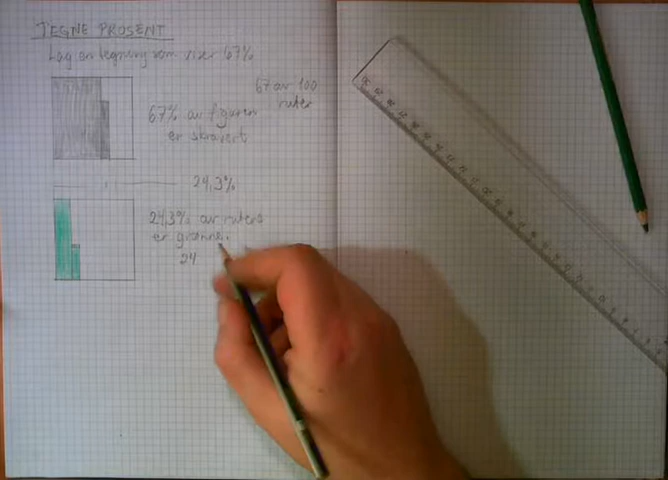 TEGNE PROSENT
Lag en tegning som viser 67%
67 av 100
ruter
67% av figuren
er skravert
24,3%
24,3% av rutene
er grønne.
24